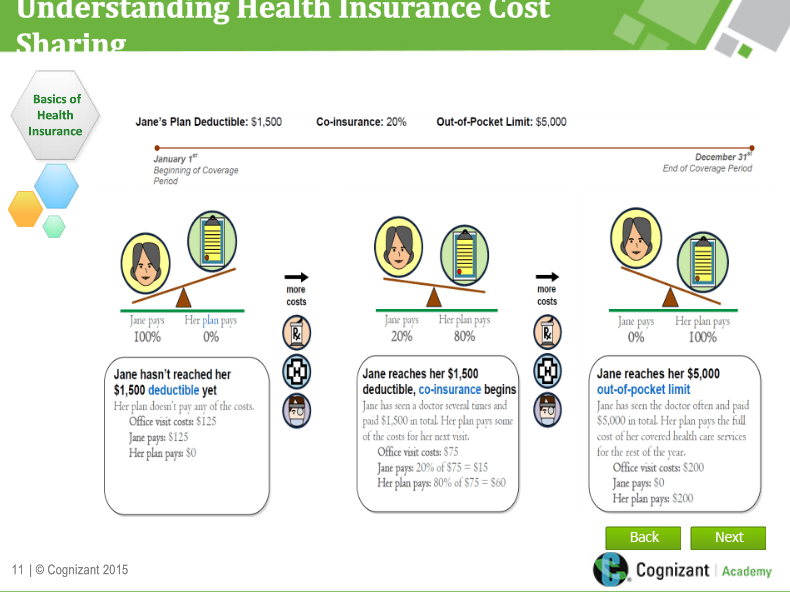 Understanding Health Insurance Cost
Sharing
Basics of
Health
Insurance
Jane's Plan Deductible: $1,500 Co-insurance: 20% Out-of-Pocket Limit: $5,000
January 1ST
Beginning of Coverage
Period
December 31st
End of Coverage Period
Jane pays Her plan pays
100% 0%
more
costs
Rx
H
Jane pays Her plan pays
20% 80%
more
costs
Rx
H
Jane pays Her plan pays
0% 100%
Jane hasn't reached her
$1,500 deductible yet
Her plan doesn't pay any of the costs.
Office visit costs: $125
Jane pays: $125
Her plan pays: $0
Jane reaches her $1,500
deductible, co-insurance begins
Jane has seen a doctor several times and
paid $1,500 in total. Her plan pays some
of the costs for her next visit.
Office visit costs: $75
Jane pays: 20% of $75 = $15
Her plan pays: 80% of $75 = $60
Jane reaches her $5,000
out-of-pocket limit
Jane has seen the doctor often and paid
$5,000 in total. Her plan pays the full
cost of her covered health care services
for the rest of the year.
Office visit costs: $200
Jane pays: $0
Her plan pays: $200
Back Next
11 | © Cognizant 2015
Cognizant | Academy